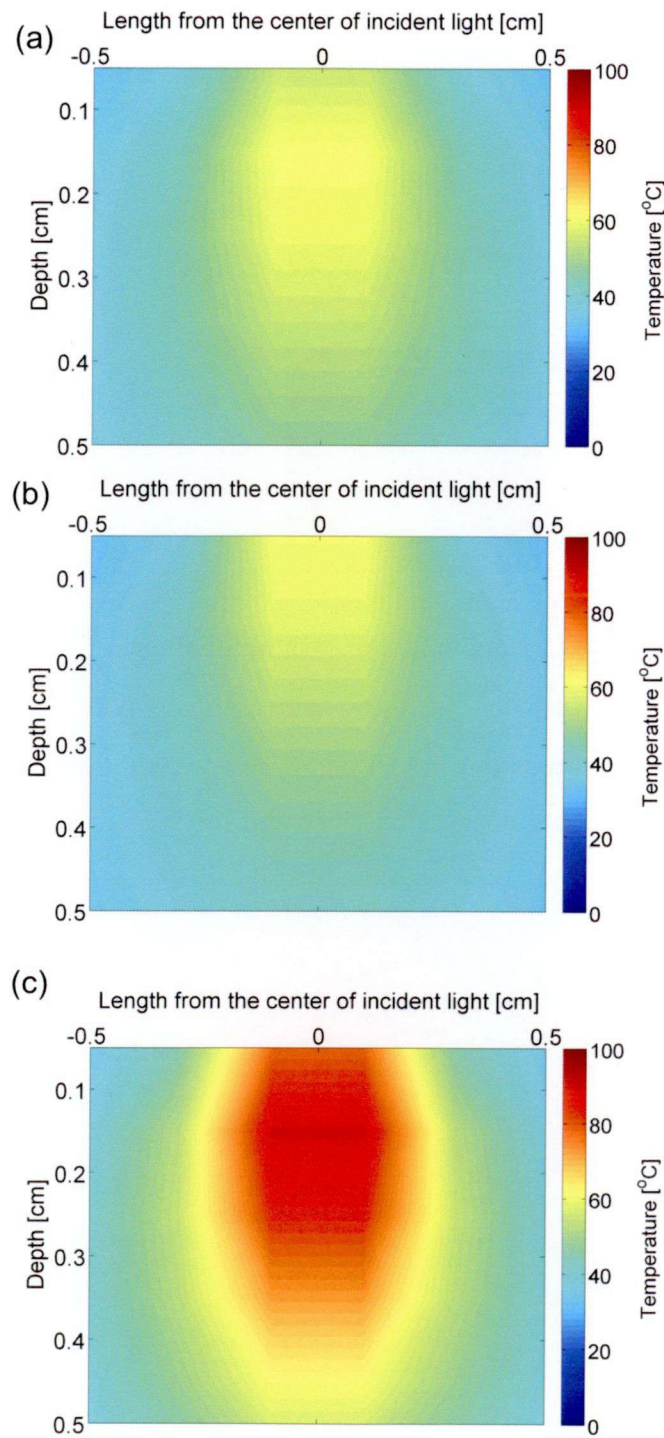 (a)
Length from the center of incident light [cm]
-0.5 0 0.5
0.1
0.2
0.3
0.4
0.5
Depth [cm]
100
80
60
40
20
0
Temperature [°C]
(b)
Length from the center of incident light [cm]
-0.5 0 0.5
0.1
0.2
0.3
0.4
0.5
Depth [cm]
100
80
60
40
20
0
Temperature [°C]
(c)
Length from the center of incident light [cm]
-0.5 0 0.5
0.1
0.2
0.3
0.4
0.5
Depth [cm]
100
80
60
40
20
0
Temperature [°C]